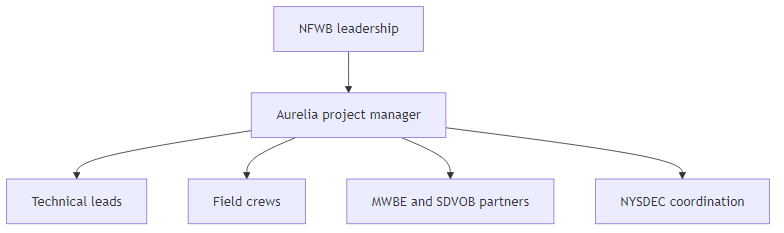 NFWB leadership
Aurelia project manager
Technical leads
Field crews
MWBE and SDVOB partners
NYSDEC coordination